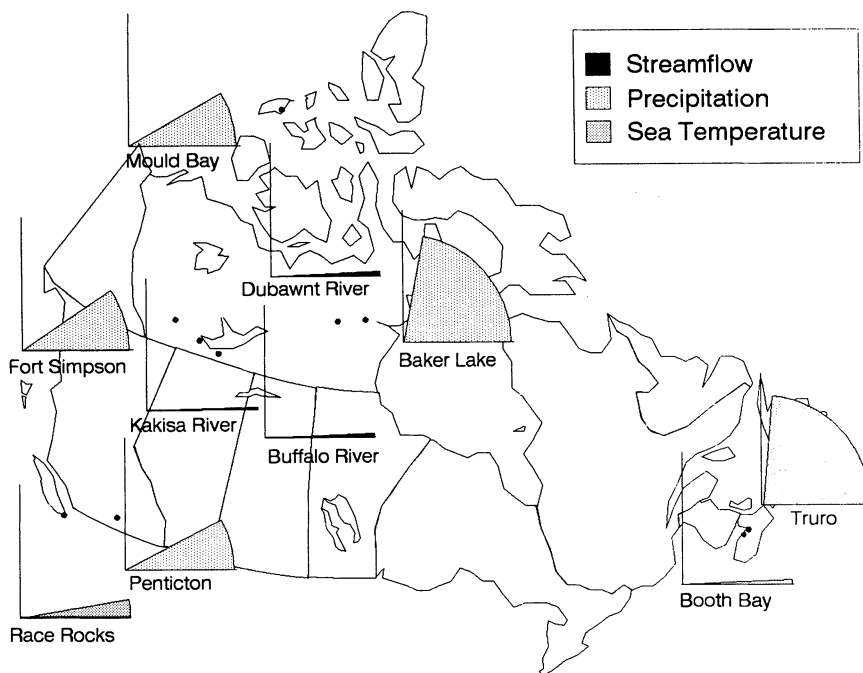 Streamflow
Precipitation
Sea Temperature
Mould Bay
Dubawnt River
Fort Simpson
Baker Lake
Kakisa River
Buffalo River
Truro
Penticton
Booth Bay
Race Rocks